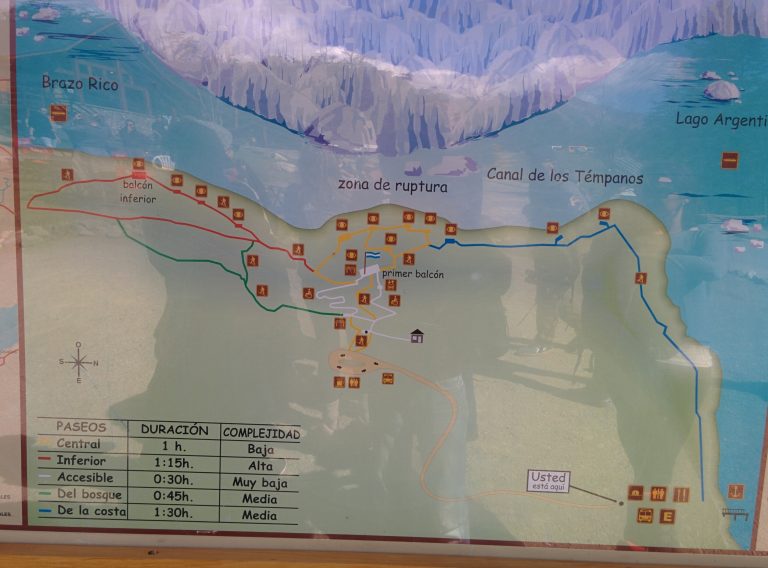 Brazo Rico
Lago Argenti
zona de ruptura
Canal de los Témpanos
balcón
inferior
primer balcón
O
S N
E
PASEOS DURACIÓN COMPLEJIDAD
Central 1 h. Baja
Inferior 1:15h. Alta
Accesible 0:30h. Muy baja
Del bosque 0:45h. Media
De la costa 1:30h. Media
Usted
está aquí
E